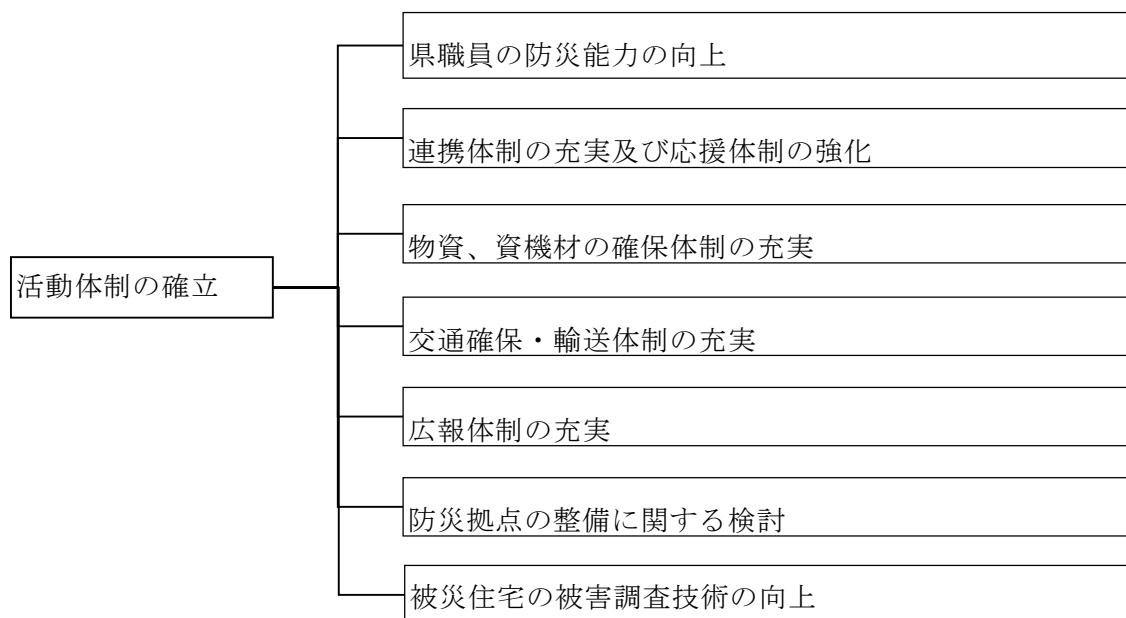 県職員の防災能力の向上
連携体制の充実及び応援体制の強化
物資、資機材の確保体制の充実
活動体制の確立
交通確保・輸送体制の充実
広報体制の充実
防災拠点の整備に関する検討
被災住宅の被害調査技術の向上